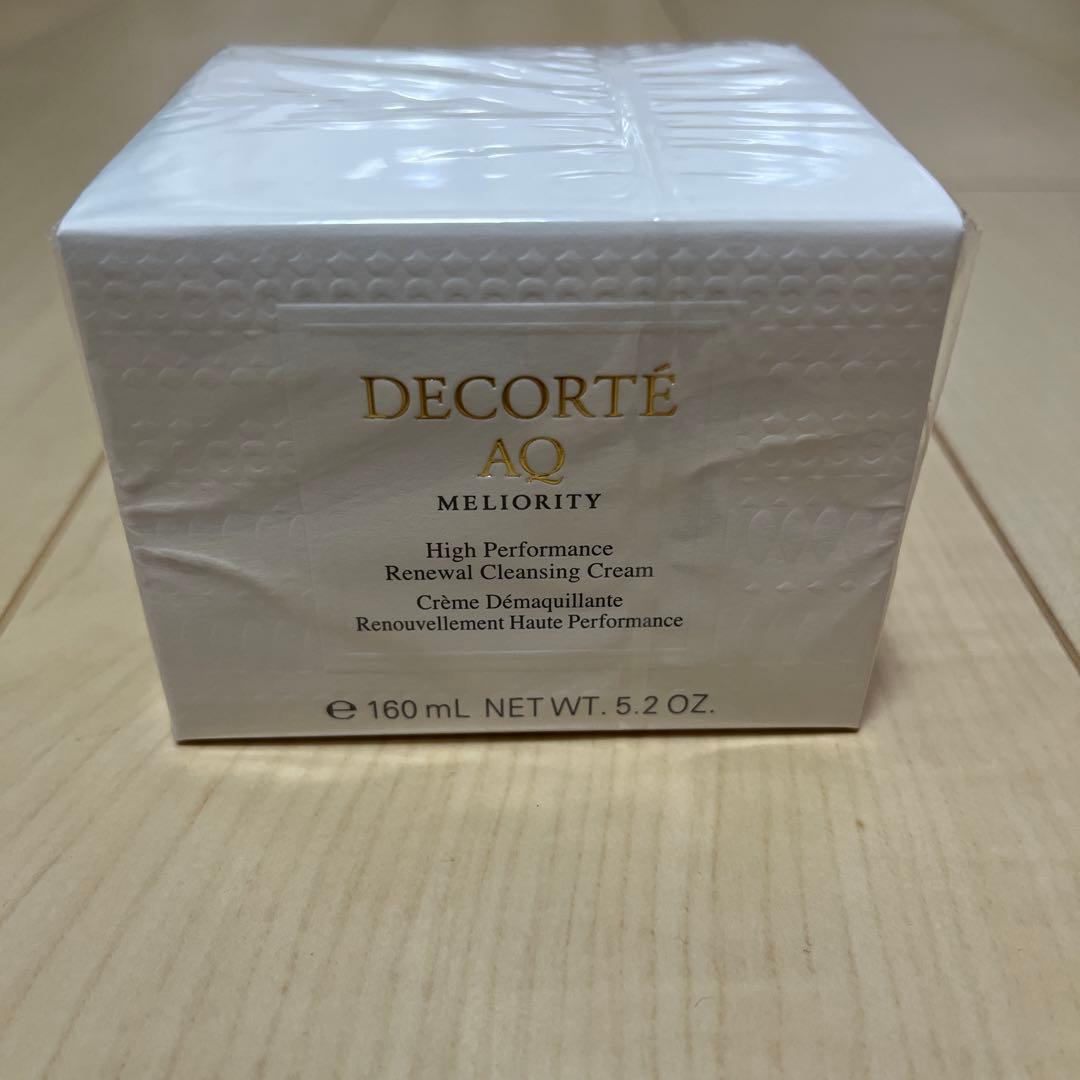 DECORTÉ
AQ
MELIORITY
High Performance
Renewal Cleansing Cream
Crème Démaquillante
Renouvellement Haute Performance
℮ 160 mL NET WT. 5.2 OZ.